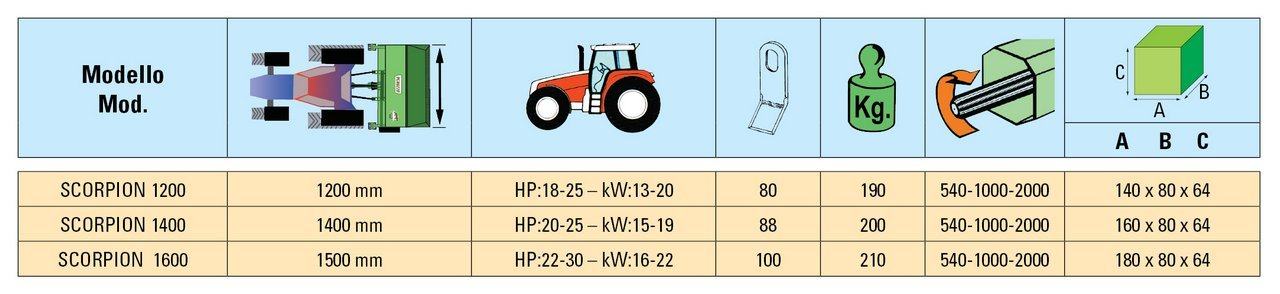 Modello
Mod.
Kg.
C
B
A
A B C
SCORPION 1200 1200 mm HP:18-25 – kW:13-20 80 190 540-1000-2000 140 x 80 x 64
SCORPION 1400 1400 mm HP:20-25 – kW:15-19 88 200 540-1000-2000 160 x 80 x 64
SCORPION 1600 1500 mm HP:22-30 – kW:16-22 100 210 540-1000-2000 180 x 80 x 64